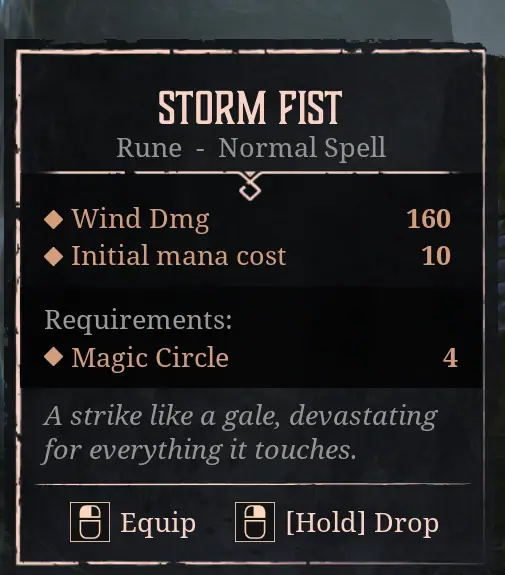 STORM FIST
Rune - Normal Spell
Wind Dmg 160
Initial mana cost 10
Requirements:
Magic Circle 4
A strike like a gale, devastating
for everything it touches.
Equip [Hold] Drop